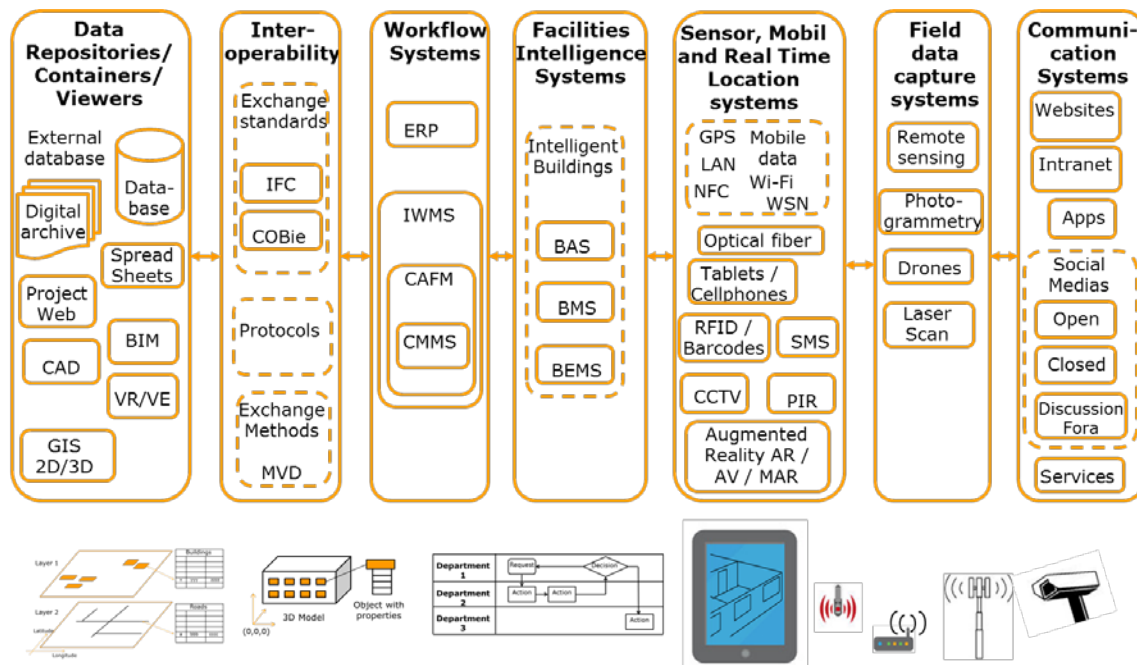 Data
Repositories/
Containers/
Viewers
External
database
Data-
base
Digital
archive
Spread
Sheets
Project
Web
BIM
CAD
VR/VE
GIS
2D/3D
Inter-
operability
Exchange
standards
IFC
COBie
Protocols
Exchange
Methods
MVD
Workflow
Systems
ERP
IWMS
CAFM
CMMS
Facilities
Intelligence
Systems
Intelligent
Buildings
BAS
BMS
BEMS
Sensor, Mobil
and Real Time
Location
systems
GPS
Mobile
data
LAN
NFC
Wi-Fi
WSN
Optical fiber
Tablets /
Cellphones
RFID /
Barcodes
SMS
CCTV
PIR
Augmented
Reality AR /
AV / MAR
Field
data
capture
systems
Remote
sensing
Photo-
grammetry
Drones
Laser
Scan
Communi-
cation
Systems
Websites
Intranet
Apps
Social
Medias
Open
Closed
Discussion
Fora
Services
Layer 1
Buildings
Layer 2
Roads
Latitude
Longitude
(0,0,0)
3D Model
Object with
properties
Department
1
Request
Decision
Department
2
Action
Action
Department
3
Action